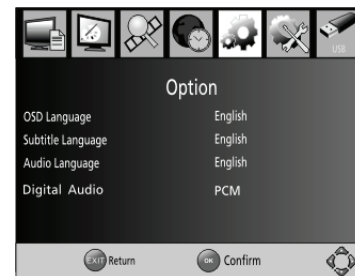 USB
Option
OSD Language English
Subtitle Language English
Audio Language English
Digital Audio PCM
EXIT Return OK Confirm